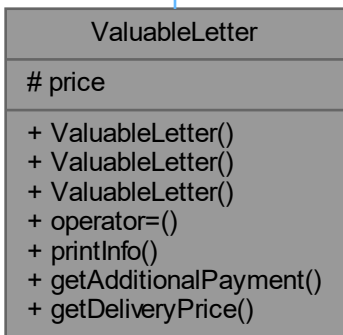 ValuableLetter
# price
+ ValuableLetter()
+ ValuableLetter()
+ ValuableLetter()
+ operator=()
+ printInfo()
+ getAdditionalPayment()
+ getDeliveryPrice()